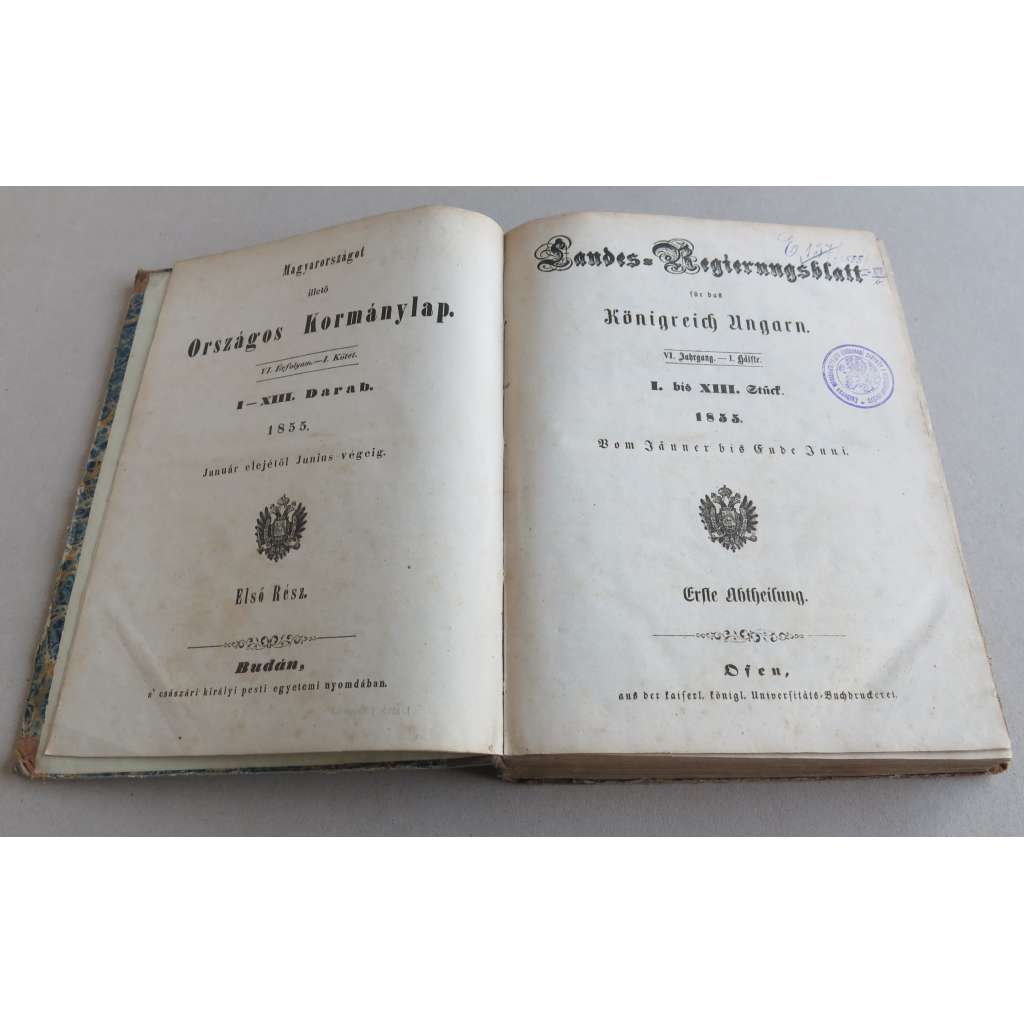 Magyarországot
illető
Országos Kormánylap.
VI. Évfolyam.—I. Kötet.
I—XIII. Darab.
1855.
Január elejétől Junius végeig.
Első Rész.
Budán,
a' császári királyi pesti egyetemi nyomdában.
Landes-Regierungsblatt
für das
Königreich Ungarn.
VI. Jahrgang.—I. Hälfte.
I. bis XIII. Stück.
1855.
Vom Jänner bis Ende Juni.
Erste Abtheilung.
Ofen,
aus der kaiserl. königl. Universitäts-Buchdruckerei.